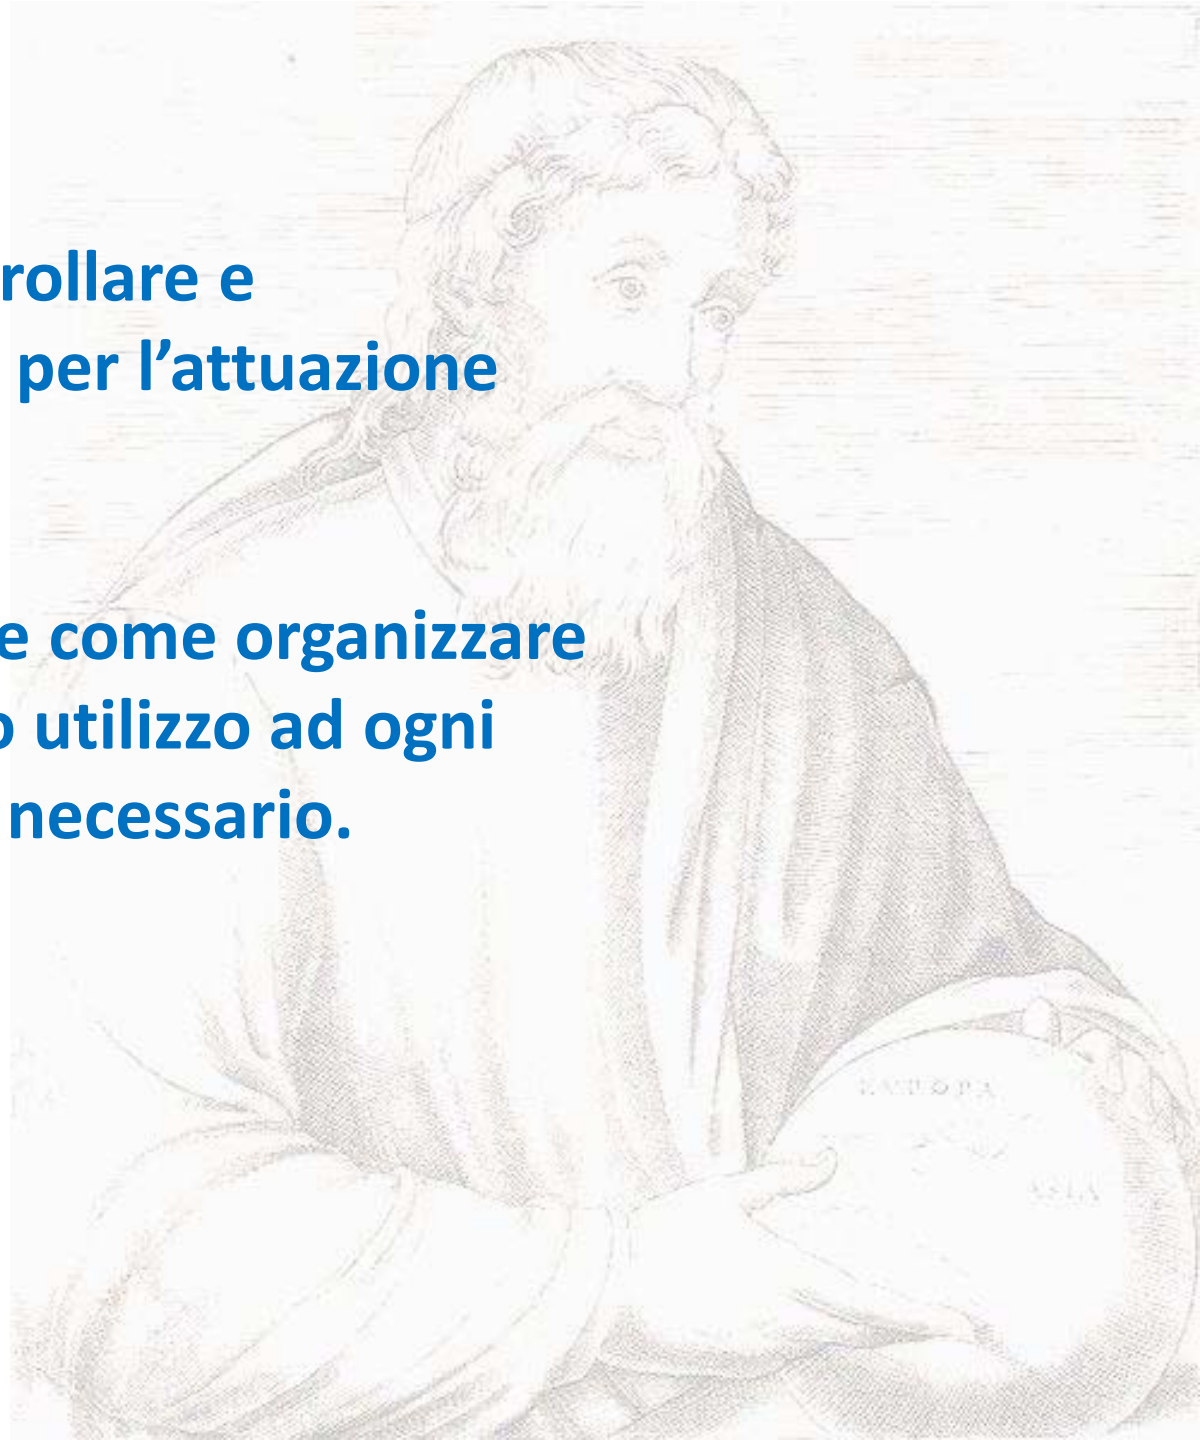 rollare e
per l’attuazione
e come organizzare
o utilizzo ad ogni
necessario.
EVROPA
ASIA